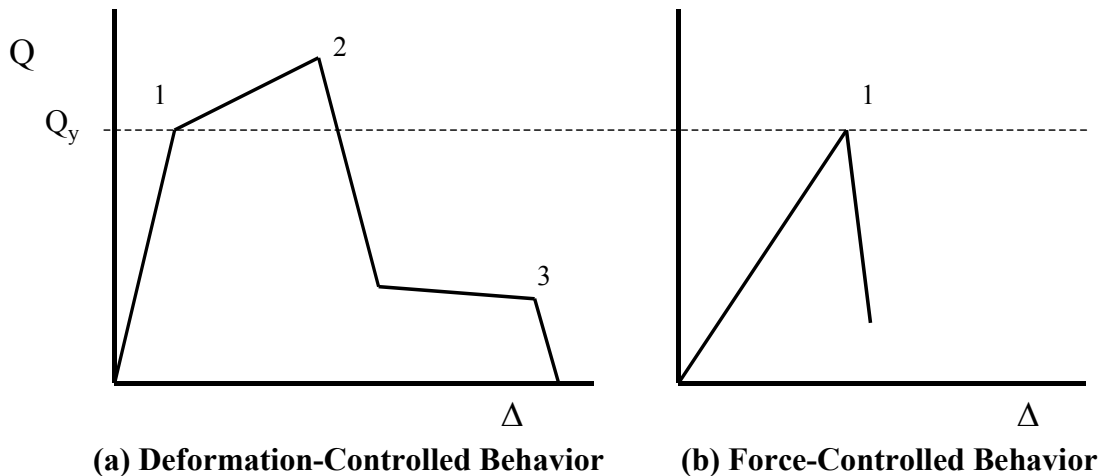 Q
2
1
1
Qy
3
Δ
Δ
(a) Deformation-Controlled Behavior
(b) Force-Controlled Behavior